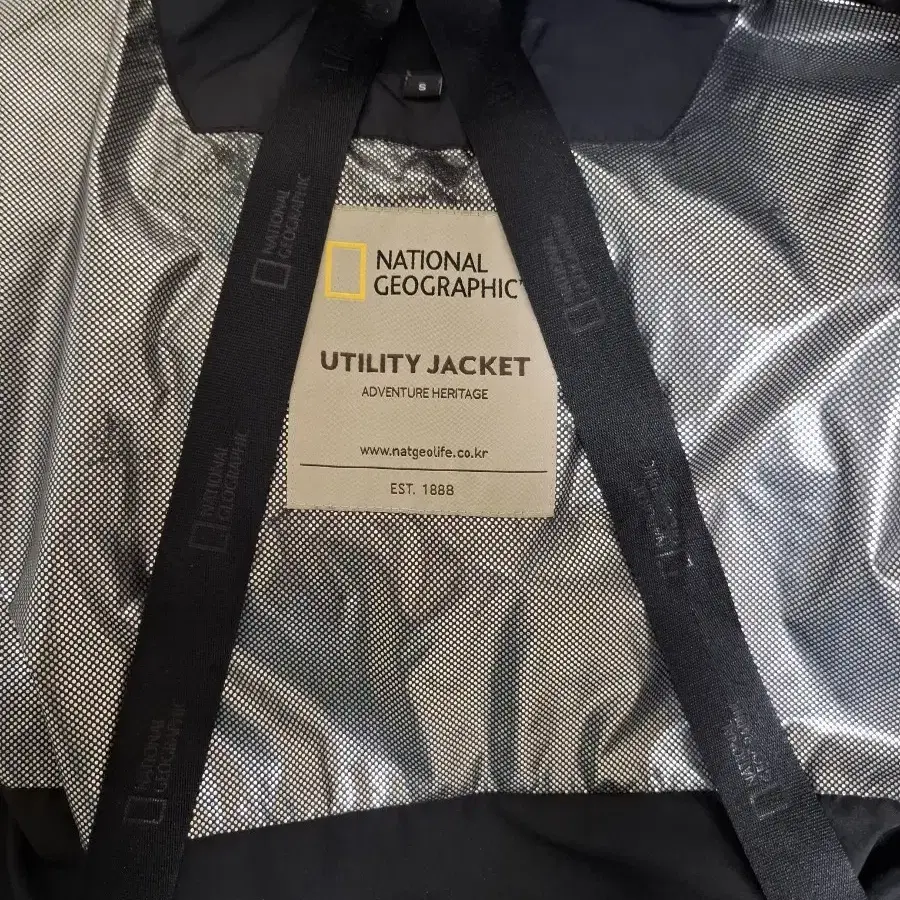 S
NATIONAL
GEOGRAPHIC
UTILITY JACKET
ADVENTURE HERITAGE
www.natgeolife.co.kr
EST. 1888
NATIONAL
GEOGRAPHIC
NATIONAL
GEOGRAPHIC
NATIONAL
GEOGRAPHIC